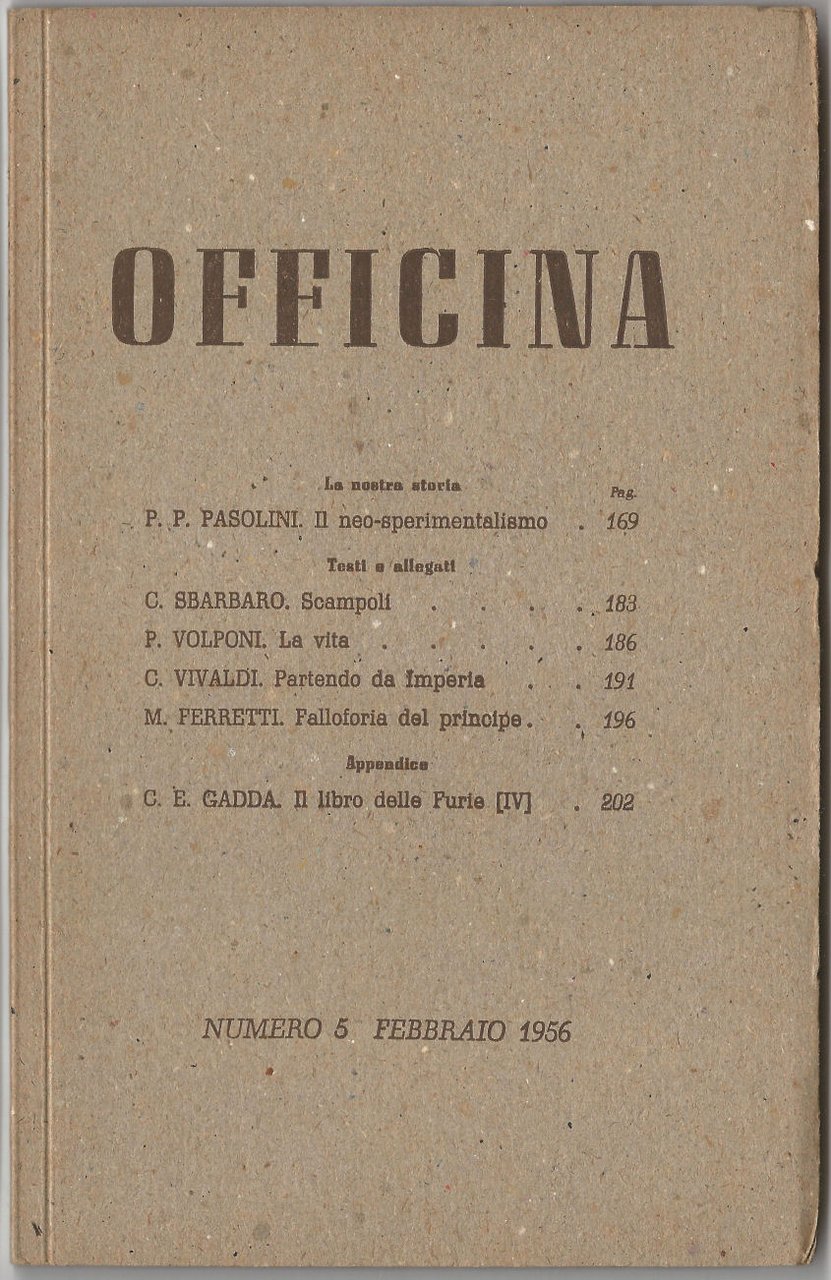 OFFICINA
La nostra storia
Pag.
P. P. PASOLINI. Il neo-sperimentalismo . 169
Testi e allegati
C. SBARBARO. Scampoli . . . . 183
P. VOLPONI. La vita . . . . . 186
C. VIVALDI. Partendo da Imperia . . 191
M. FERRETTI. Falloforia del principe . . 196
Appendice
C. E. GADDA. Il libro delle Furie [IV] . 202
NUMERO 5 FEBBRAIO 1956